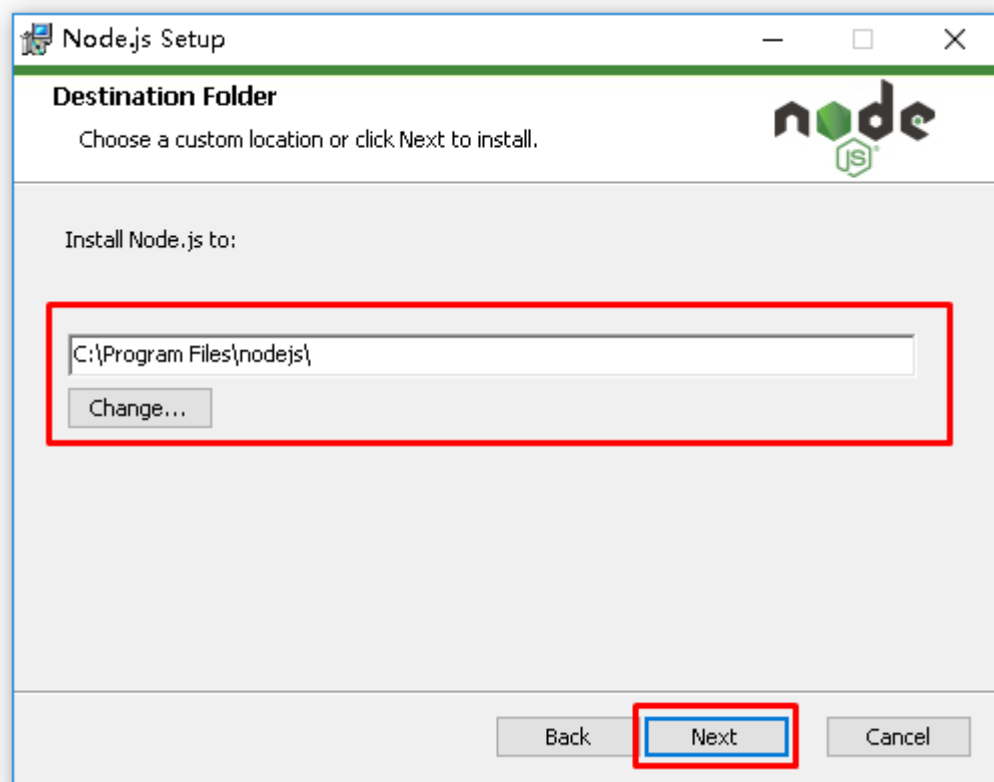 Node.js Setup
Destination Folder
Choose a custom location or click Next to install.
node
JS
Install Node.js to:
C:\Program Files\nodejs\
Change...
Back
Next
Cancel